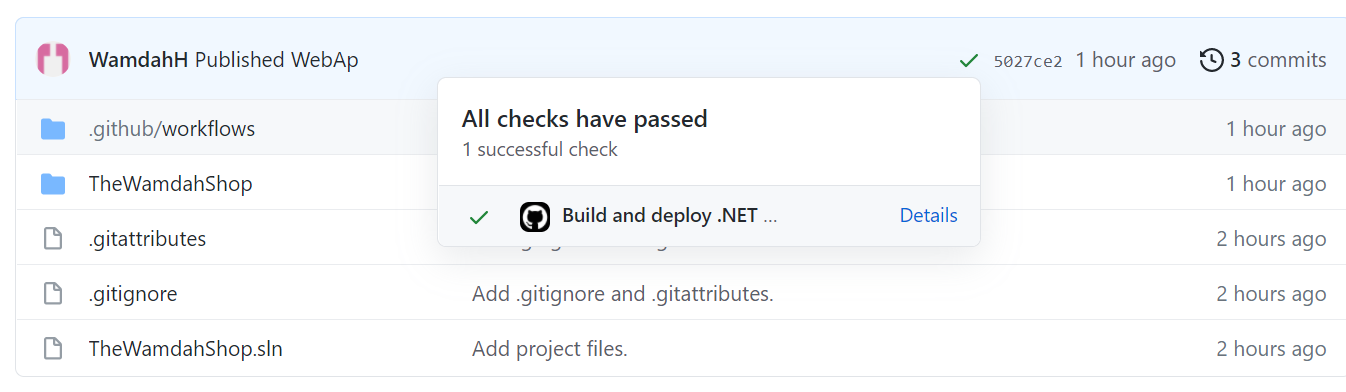 WamdahH Published WebAp
5027ce2 1 hour ago 3 commits
All checks have passed
1 successful check
Build and deploy .NET ... Details
.github/workflows 1 hour ago
TheWamdahShop 1 hour ago
.gitattributes 2 hours ago
.gitignore Add .gitignore and .gitattributes. 2 hours ago
TheWamdahShop.sln Add project files. 2 hours ago